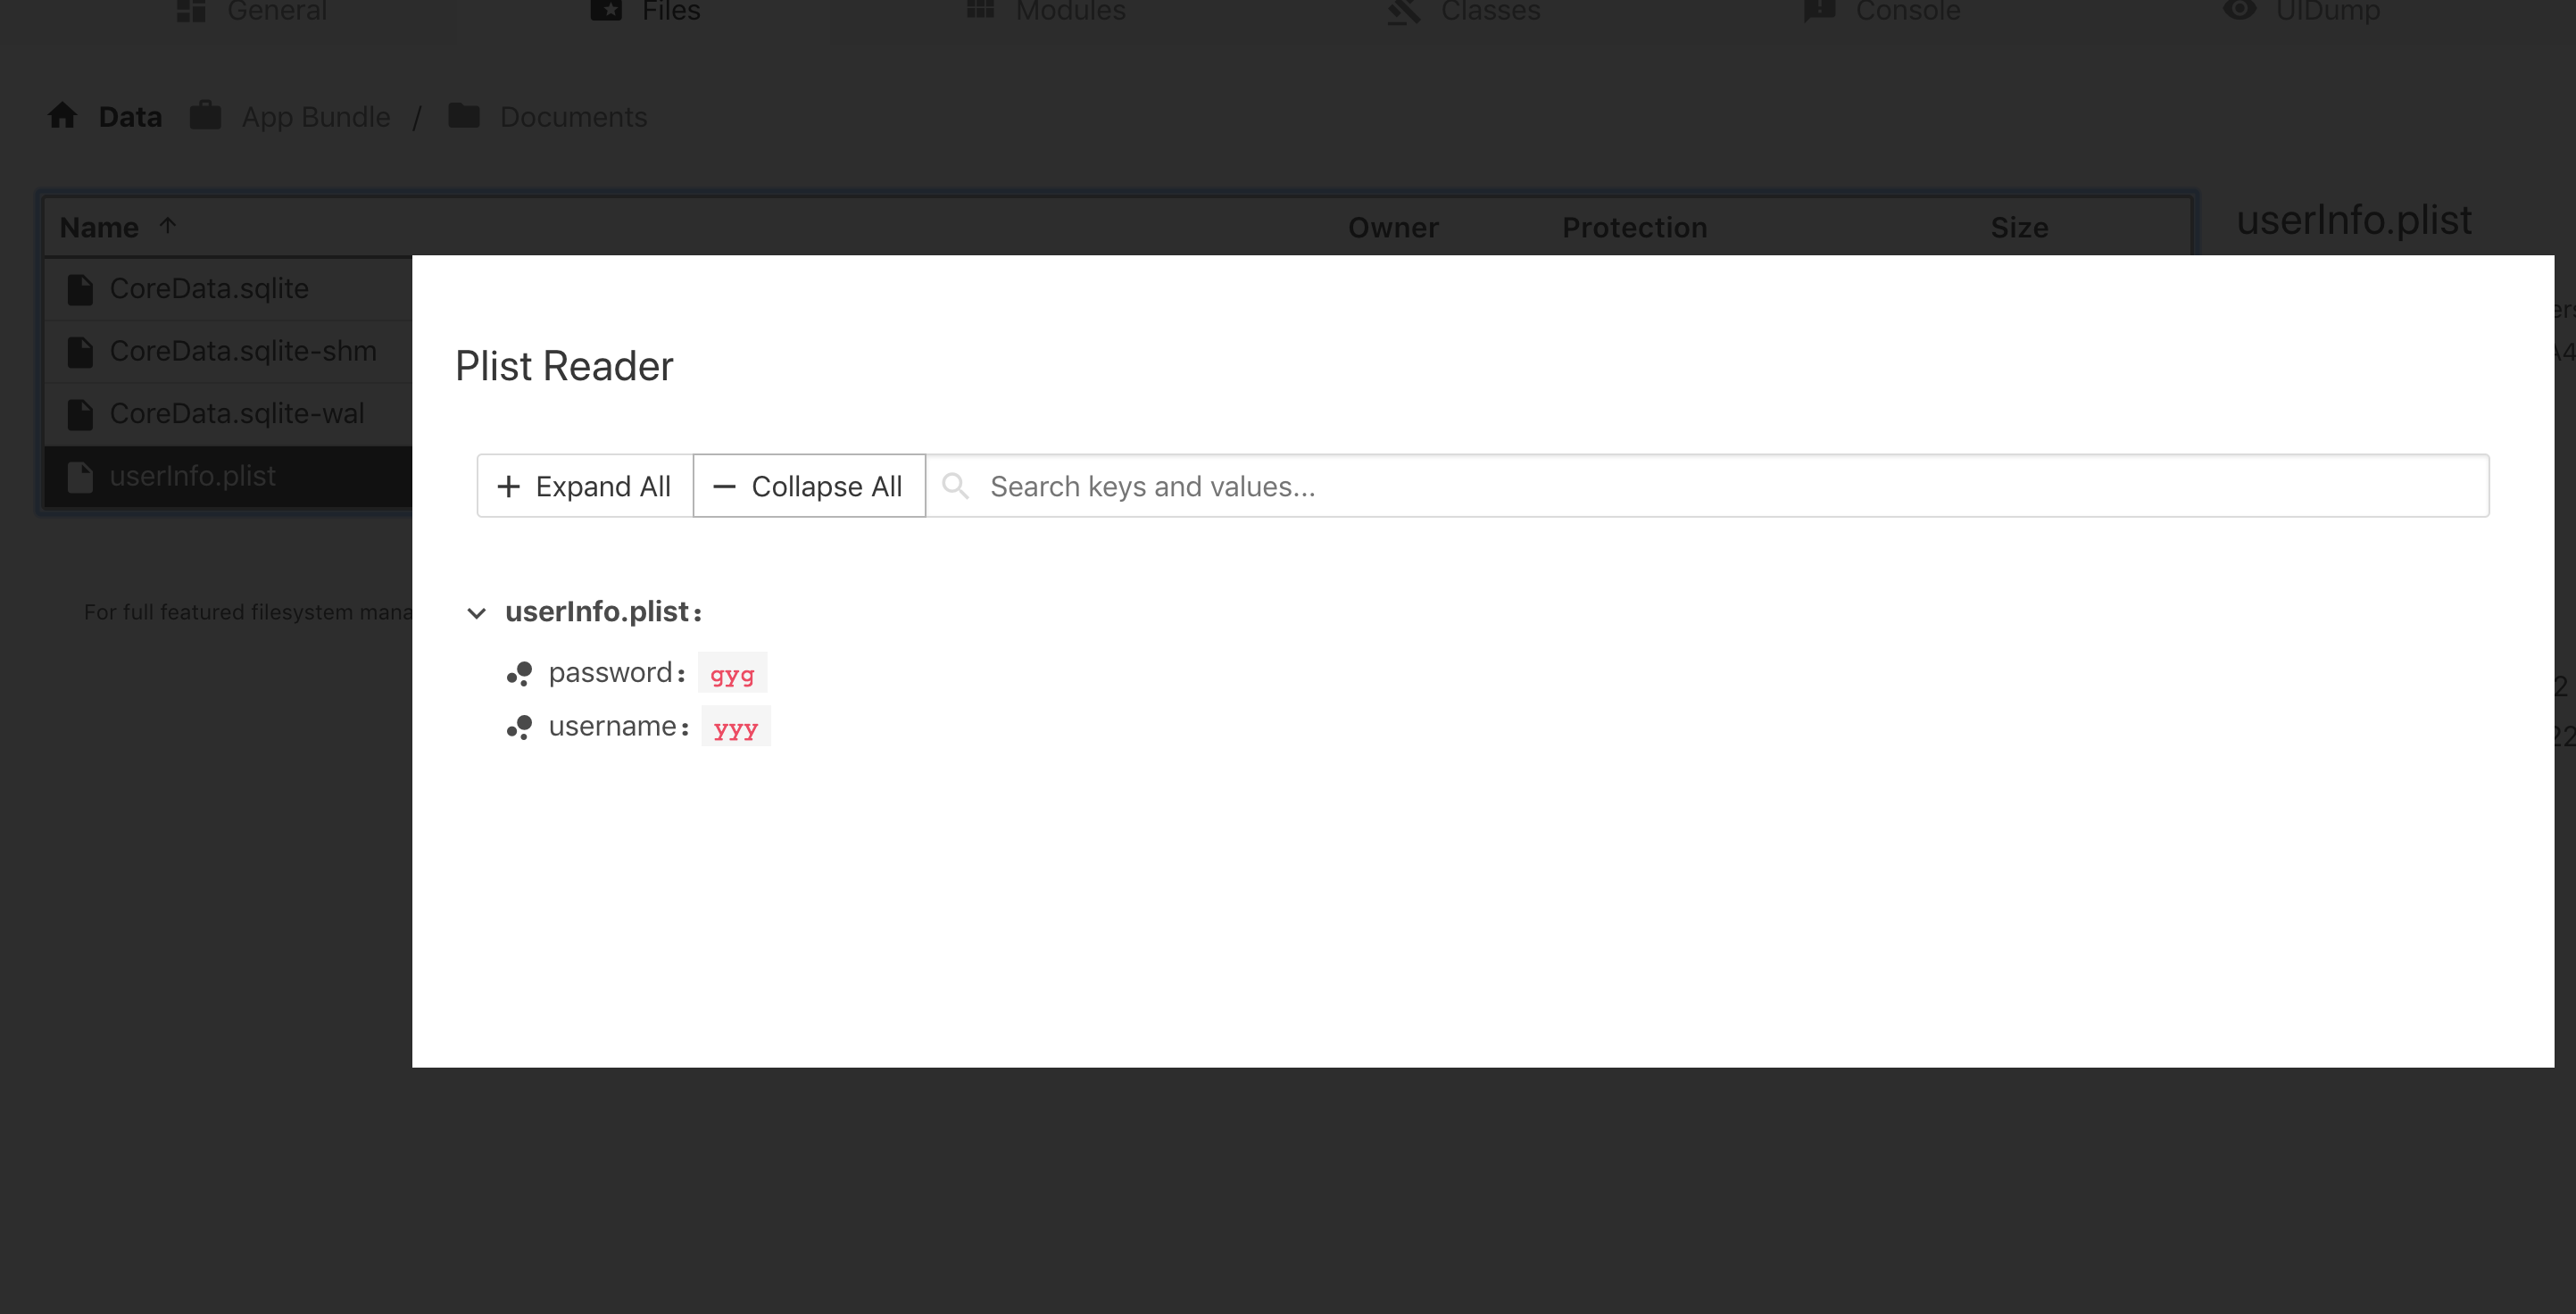 General Files Modules Classes Console UIDump
Data App Bundle / Documents
Name ↑ Owner Protection Size
userInfo.plist
CoreData.sqlite
CoreData.sqlite-shm
CoreData.sqlite-wal
userInfo.plist
For full featured filesystem
Plist Reader
+ Expand All − Collapse All Search keys and values...
userInfo.plist:
password: gyg
username: yyy